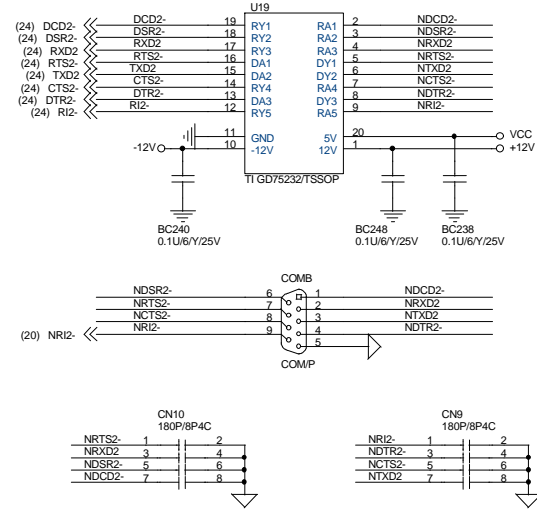 U19
(24) DCD2- DCD2- 19 RY1 RA1 2 NDCD2-
(24) DSR2- DSR2- 18 RY2 RA2 3 NDSR2-
(24) RXD2 RXD2 17 RY3 RA3 4 NRXD2
(24) RTS2- RTS2- 16 DA1 DY1 5 NRTS2-
(24) TXD2 TXD2 15 DA2 DY2 6 NTXD2
(24) CTS2- CTS2- 14 RY4 RA4 7 NCTS2-
(24) DTR2- DTR2- 13 DA3 DY3 8 NDTR2-
(24) RI2- RI2- 12 RY5 RA5 9 NRI2-
11 GND 5V 20 VCC
-12V 10 -12V 12V 1 +12V
TI GD75232/TSSOP
BC240
0.1U/6/Y/25V
BC248
0.1U/6/Y/25V
BC238
0.1U/6/Y/25V
COMB
NDSR2- 6 1 NDCD2-
NRTS2- 7 2 NRXD2
NCTS2- 8 3 NTXD2
(20) NRI2- NRI2- 9 4 NDTR2-
5
COM/P
CN10
180P/8P4C
NRTS2- 1 2
NRXD2 3 4
NDSR2- 5 6
NDCD2- 7 8
CN9
180P/8P4C
NRI2- 1 2
NDTR2- 3 4
NCTS2- 5 6
NTXD2 7 8